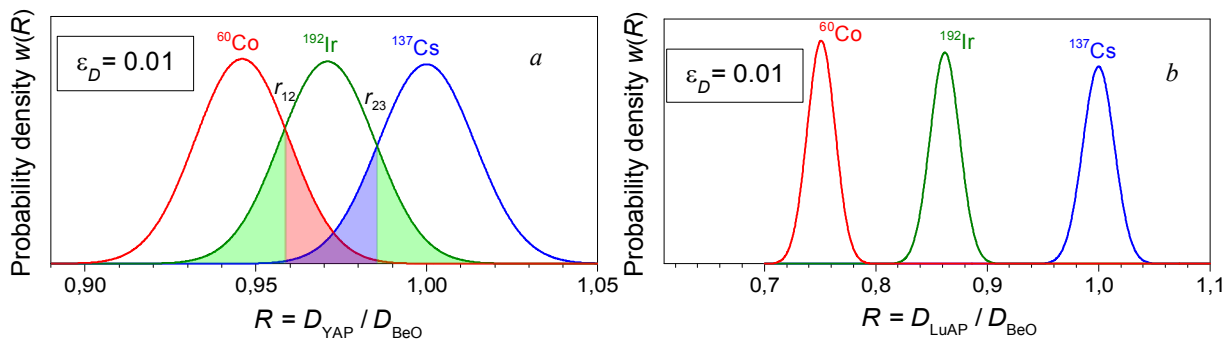 Probability density w(R)
ε_D = 0.01
⁶⁰Co
¹⁹²Ir
¹³⁷Cs
a
r₁₂
r₂₃
0,90
0,95
1,00
1,05
R = D_YAP / D_BeO
Probability density w(R)
ε_D = 0.01
⁶⁰Co
¹⁹²Ir
¹³⁷Cs
b
0,7
0,8
0,9
1,0
1,1
R = D_LuAP / D_BeO